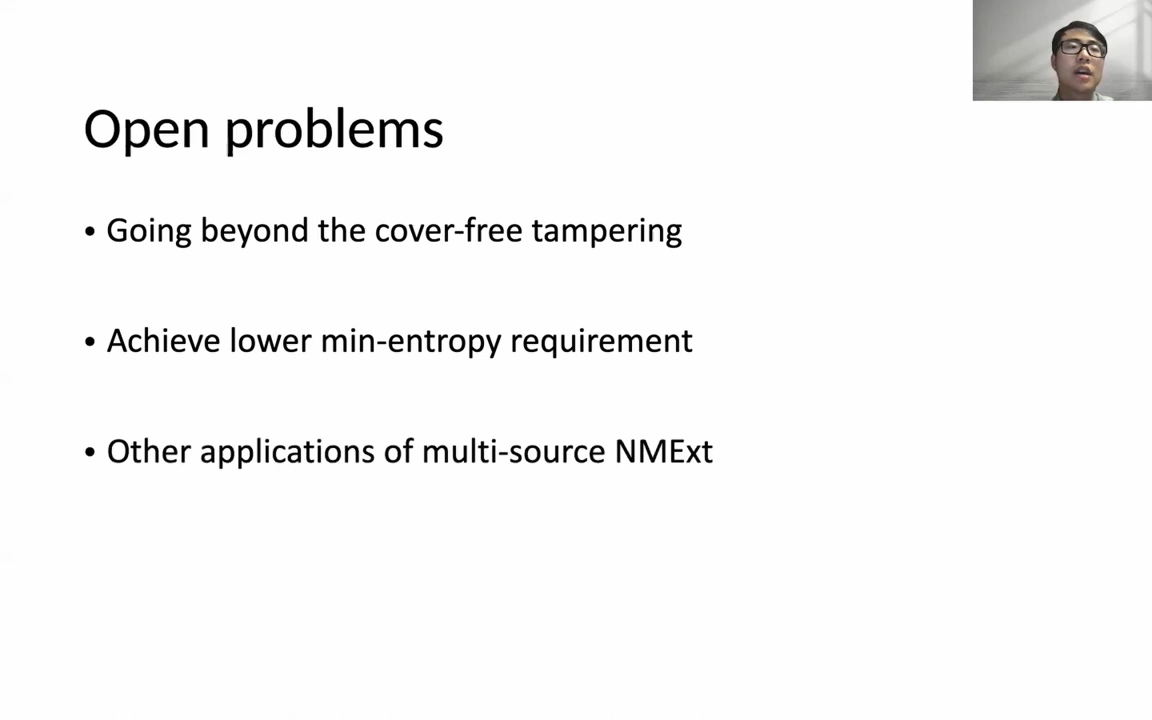 Open problems
• Going beyond the cover-free tampering
• Achieve lower min-entropy requirement
• Other applications of multi-source NMExt